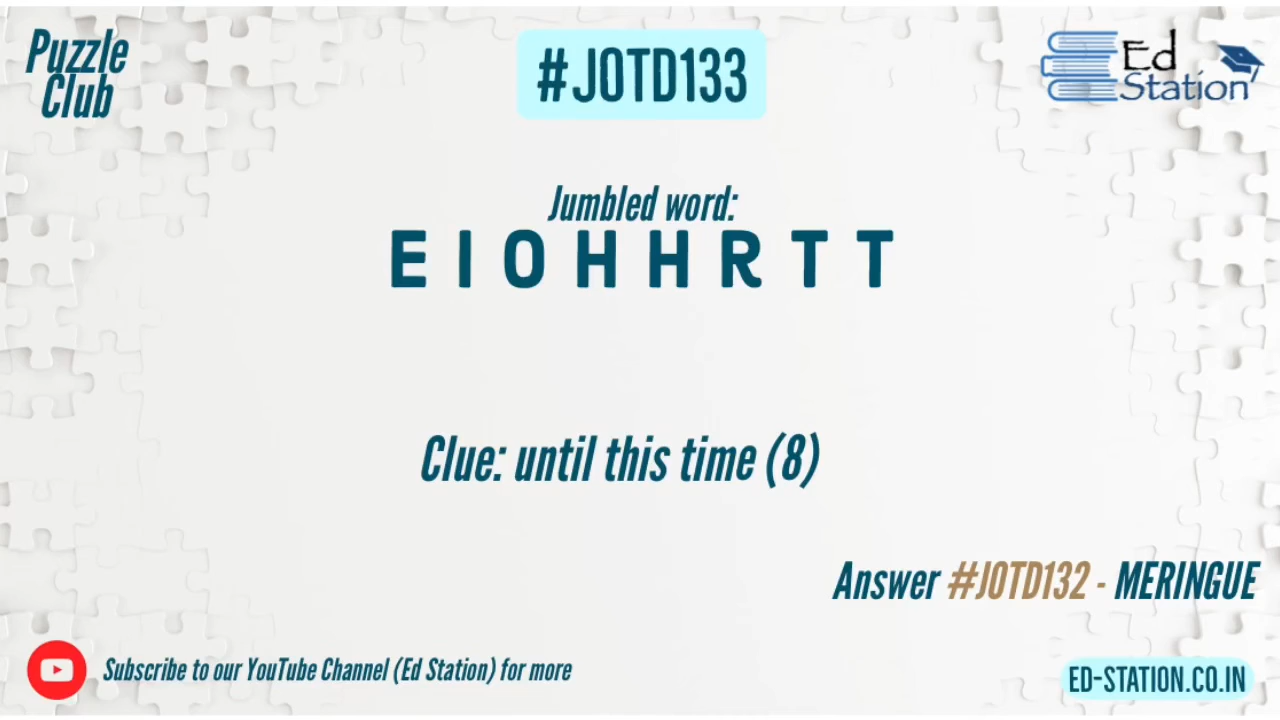 Puzzle
Club
#JOTD133
Ed
Station
Jumbled word:
E I O H H R T T
Clue: until this time (8)
Answer #JOTD132 - MERINGUE
Subscribe to our YouTube Channel (Ed Station) for more
ED-STATION.CO.IN